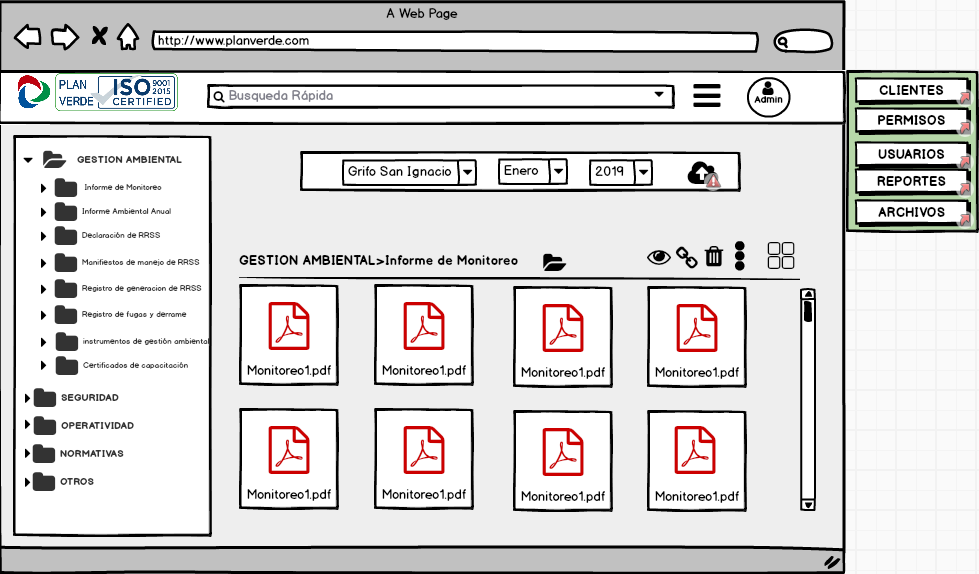 A Web Page
http://www.planverde.com
PLAN
VERDE
ISO 9001 2015
CERTIFIED
Busqueda Rápida
Admin
CLIENTES
PERMISOS
USUARIOS
REPORTES
ARCHIVOS
GESTION AMBIENTAL
Informe de Monitoreo
Informe Ambiental Anual
Declaración de RRSS
Manifiestos de manejo de RRSS
Registro de generacion de RRSS
Registro de fugas y derrame
instrumentos de gestión ambiental
Certificados de capacitación
SEGURIDAD
OPERATIVIDAD
NORMATIVAS
OTROS
Grifo San Ignacio
Enero
2019
GESTION AMBIENTAL>Informe de Monitoreo
Monitoreo1.pdf
Monitoreo1.pdf
Monitoreo1.pdf
Monitoreo1.pdf
Monitoreo1.pdf
Monitoreo1.pdf
Monitoreo1.pdf
Monitoreo1.pdf